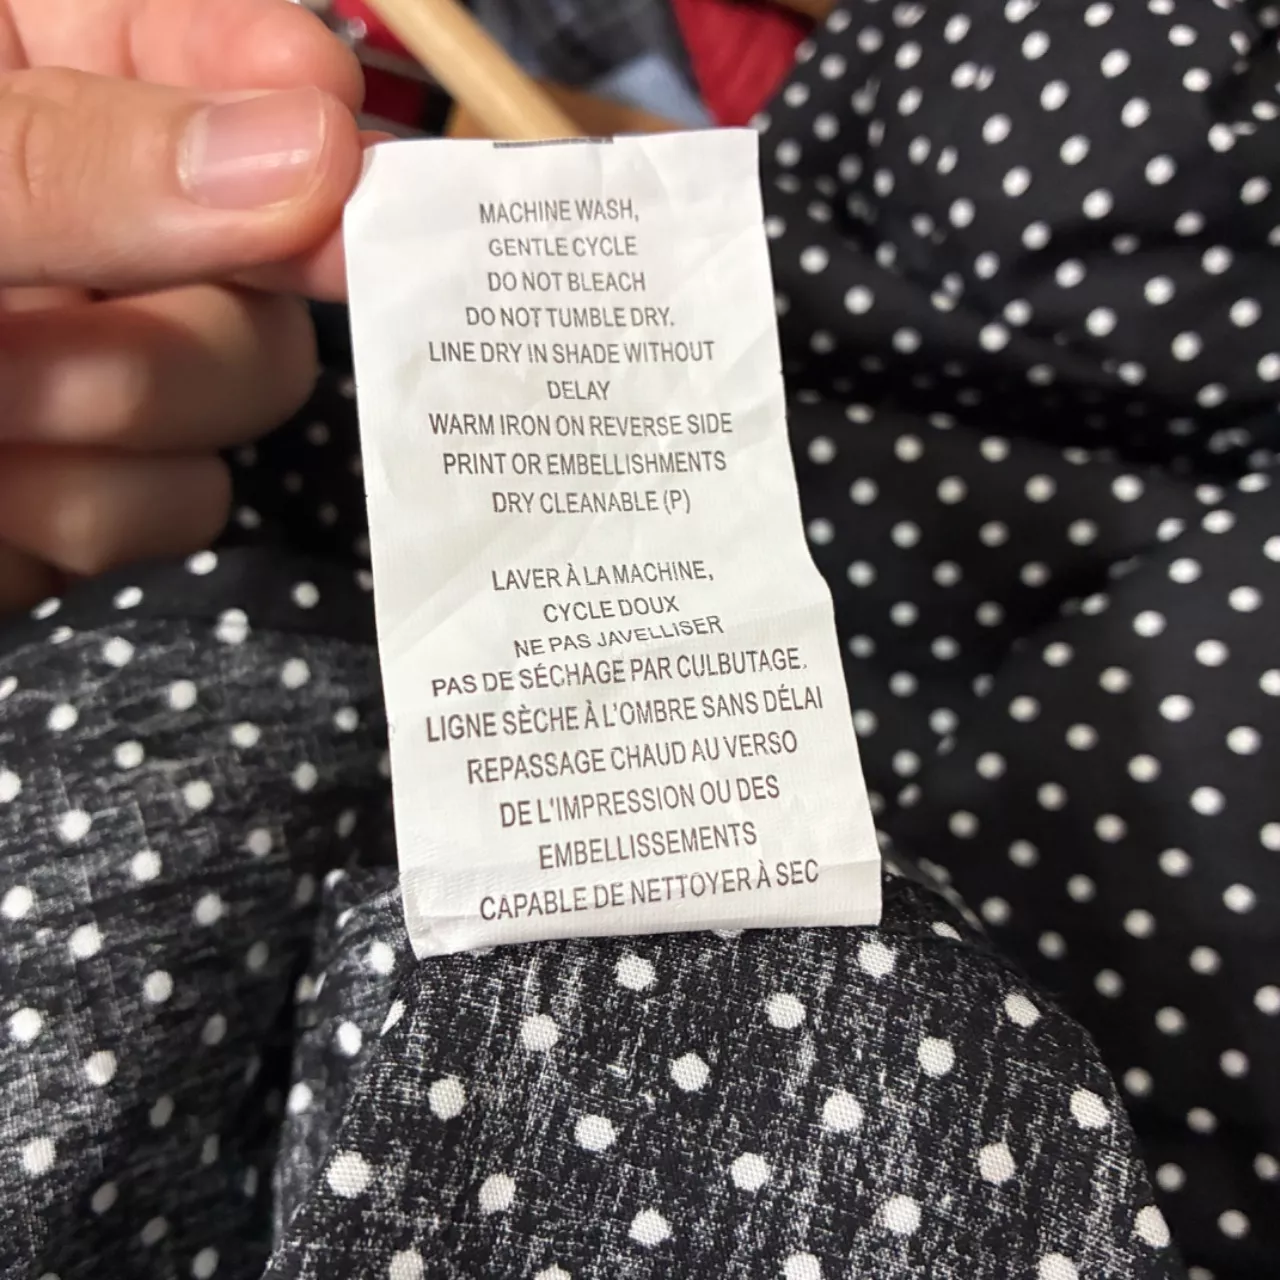 MACHINE WASH,
GENTLE CYCLE
DO NOT BLEACH
DO NOT TUMBLE DRY.
LINE DRY IN SHADE WITHOUT
DELAY
WARM IRON ON REVERSE SIDE
PRINT OR EMBELLISHMENTS
DRY CLEANABLE (P)
LAVER À LA MACHINE,
CYCLE DOUX
NE PAS JAVELLISER
PAS DE SÉCHAGE PAR CULBUTAGE.
LIGNE SÈCHE À L'OMBRE SANS DÉLAI
REPASSAGE CHAUD AU VERSO
DE L'IMPRESSION OU DES
EMBELLISSEMENTS
CAPABLE DE NETTOYER À SEC